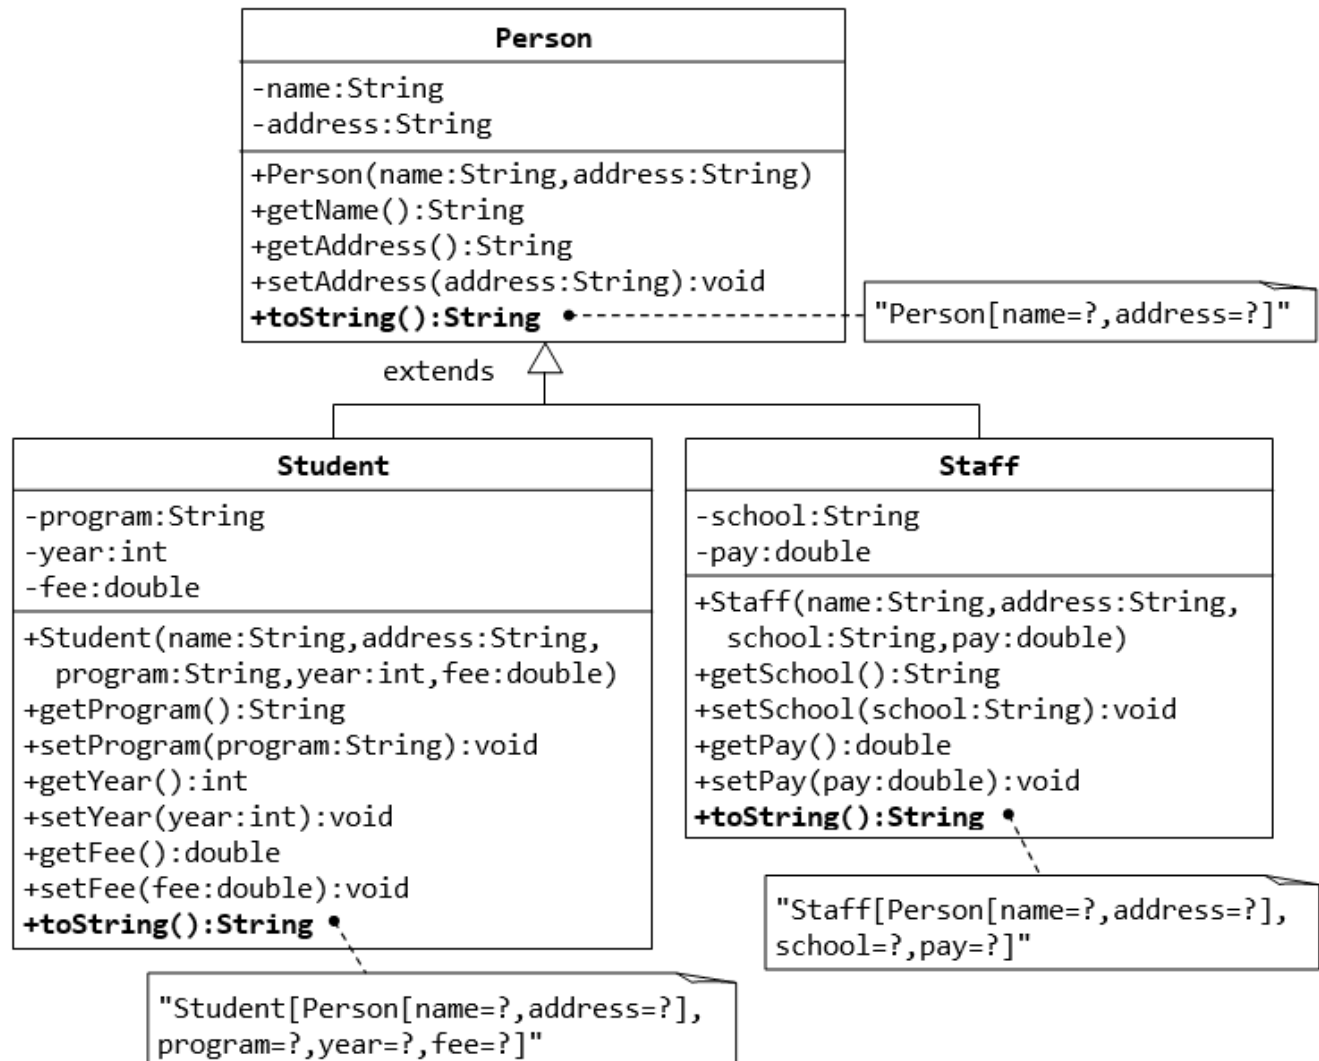 Person
-name:String
-address:String
+Person(name:String,address:String)
+getName():String
+getAddress():String
+setAddress(address:String):void
+toString():String
"Person[name=?,address=?]"
extends
Student
-program:String
-year:int
-fee:double
+Student(name:String,address:String,
program:String,year:int,fee:double)
+getProgram():String
+setProgram(program:String):void
+getYear():int
+setYear(year:int):void
+getFee():double
+setFee(fee:double):void
+toString():String
"Student[Person[name=?,address=?],
program=?,year=?,fee=?]"
Staff
-school:String
-pay:double
+Staff(name:String,address:String,
school:String,pay:double)
+getSchool():String
+setSchool(school:String):void
+getPay():double
+setPay(pay:double):void
+toString():String
"Staff[Person[name=?,address=?],
school=?,pay=?]"